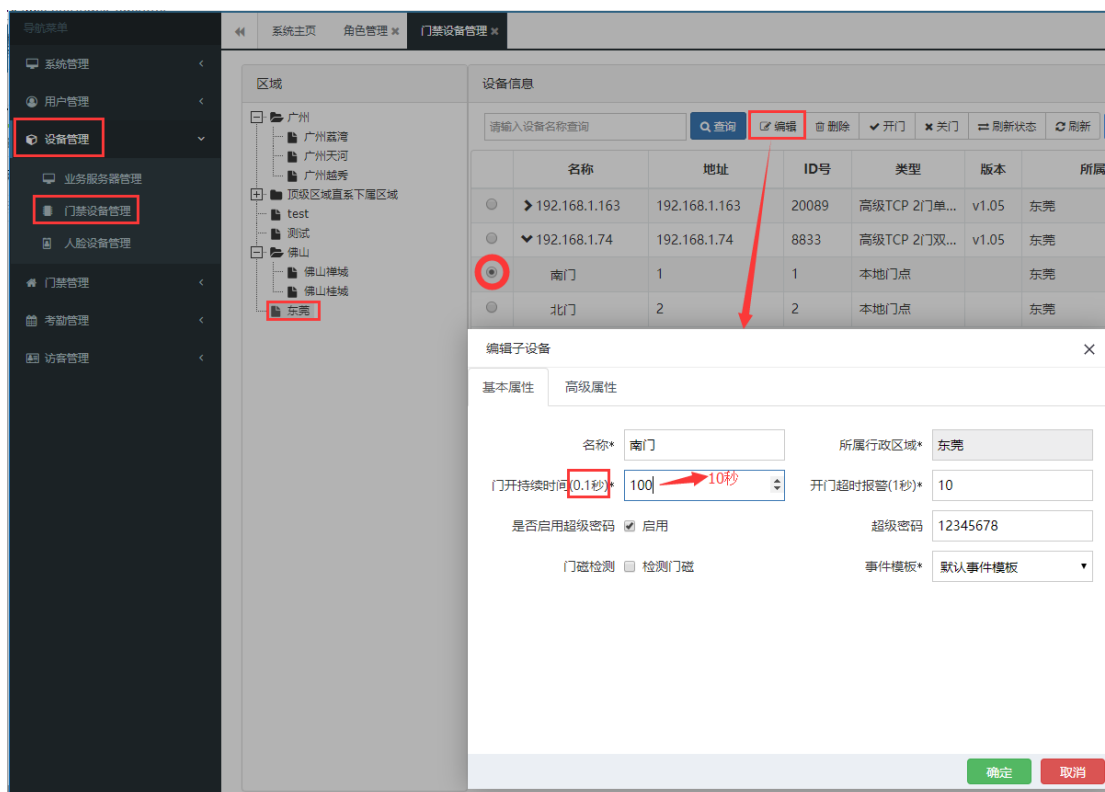 导航菜单
系统管理
用户管理
设备管理
业务服务器管理
门禁设备管理
人脸设备管理
门禁管理
考勤管理
访客管理
系统主页 角色管理 门禁设备管理
区域
广州
广州荔湾
广州天河
广州越秀
顶级区域直系下属区域
test
测试
佛山
佛山禅城
佛山桂城
东莞
设备信息
请输入设备名称查询 查询 编辑 删除 开门 关门 刷新状态 刷新
名称 地址 ID号 类型 版本 所属
192.168.1.163 192.168.1.163 20089 高级TCP 2门单... v1.05 东莞
192.168.1.74 192.168.1.74 8833 高级TCP 2门双... v1.05 东莞
南门 1 1 本地门点 东莞
北门 2 2 本地门点 东莞
编辑子设备
基本属性 高级属性
名称* 南门 所属行政区域* 东莞
门开持续时间(0.1秒)* 100 10秒 开门超时报警(1秒)* 10
是否启用超级密码 启用 超级密码 12345678
门磁检测 检测门磁 事件模板* 默认事件模板
确定 取消